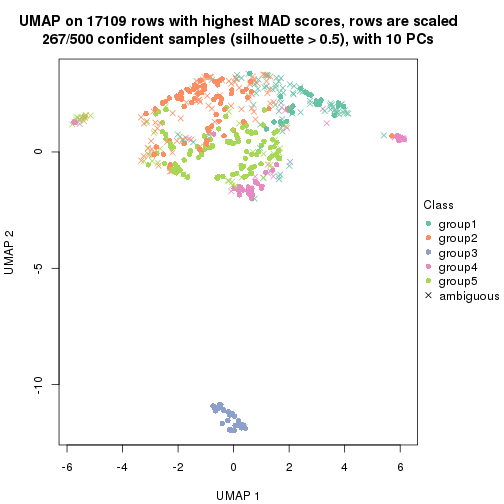 UMAP on 17109 rows with highest MAD scores, rows are scaled
267/500 confident samples (silhouette > 0.5), with 10 PCs
0
-5
-10
UMAP 2
-6
-4
-2
0
2
4
6
UMAP 1
Class
group1
group2
group3
group4
group5
ambiguous